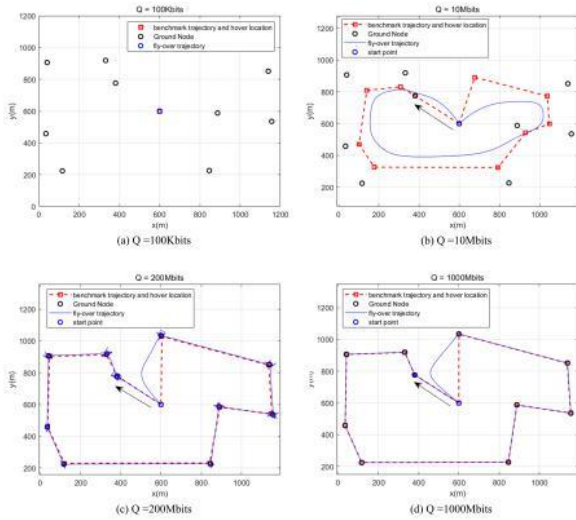 Q = 100Kbits
benchmark trajectory and hover location
Ground Node
fly-over trajectory
y(m)
1200
1000
800
600
400
200
0
0 200 400 600 800 1000 1200
x(m)
(a) Q =100Kbits
Q = 10Mbits
benchmark trajectory and hover location
Ground Node
fly-over trajectory
start point
y(m)
1200
1000
800
600
400
200
200 400 600 800 1000
x(m)
(b) Q =10Mbits
Q = 200Mbits
benchmark trajectory and hover location
Ground Node
fly-over trajectory
start point
y(m)
1200
1000
800
600
400
200
0 200 400 600 800 1000
x(m)
(c) Q =200Mbits
Q = 1000Mbits
benchmark trajectory and hover location
Ground Node
fly-over trajectory
start point
1200
1000
800
600
400
200
0 200 400 600 800 1000
x(m)
(d) Q =1000Mbits